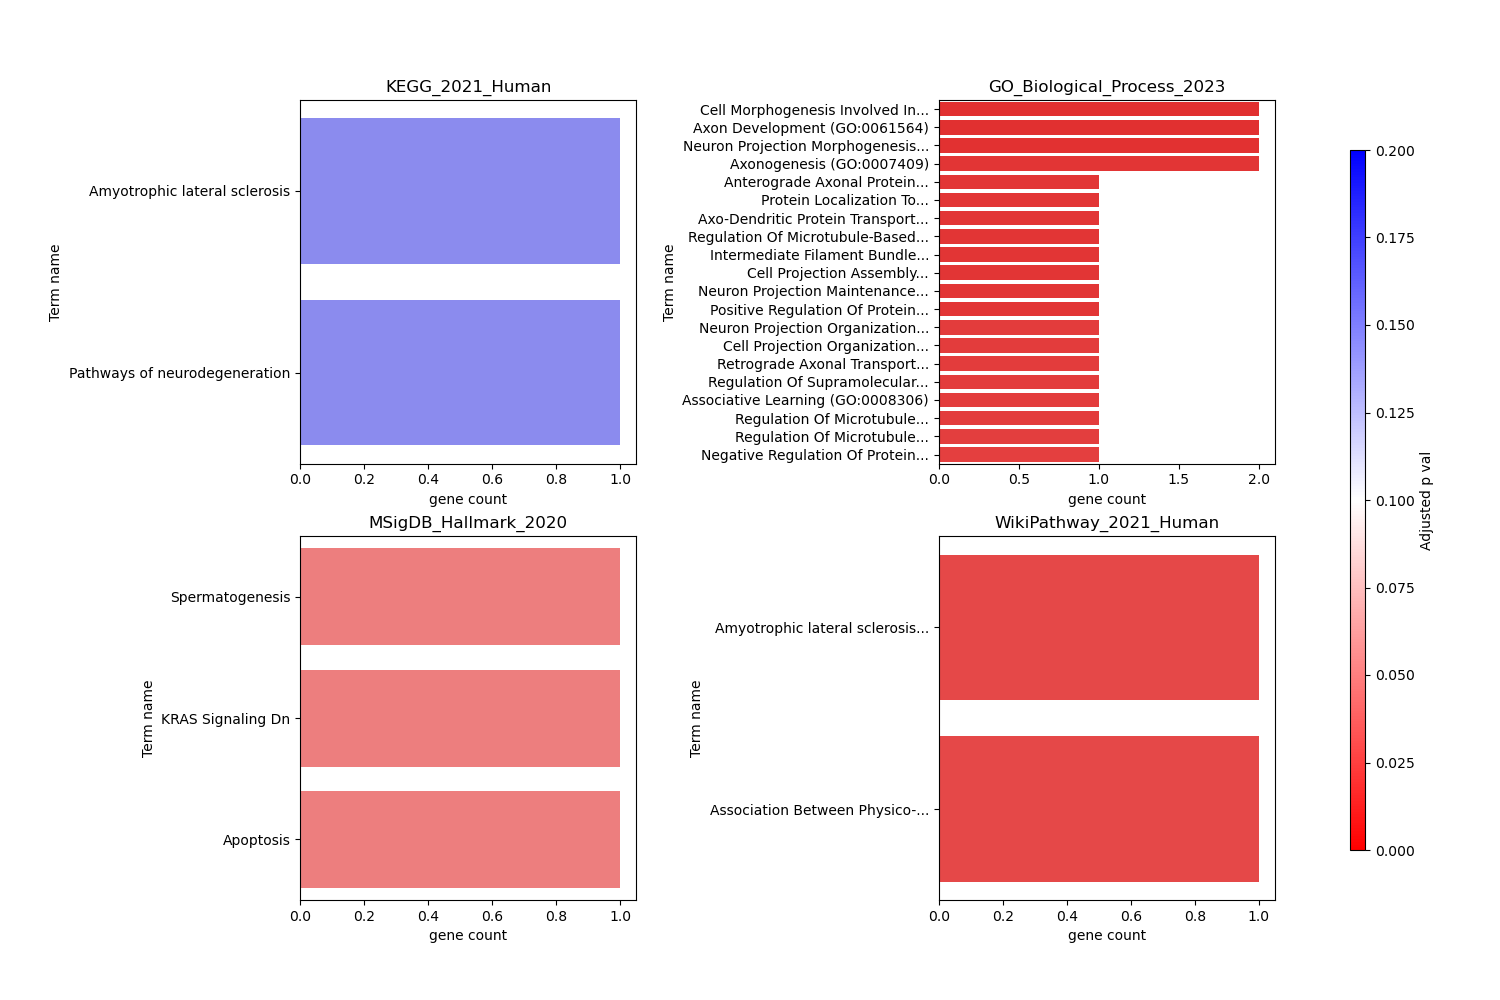 KEGG_2021_Human
Term name
Amyotrophic lateral sclerosis
Pathways of neurodegeneration
0.0 0.2 0.4 0.6 0.8 1.0
gene count
GO_Biological_Process_2023
Term name
Cell Morphogenesis Involved In...
Axon Development (GO:0061564)
Neuron Projection Morphogenesis...
Axonogenesis (GO:0007409)
Anterograde Axonal Protein...
Protein Localization To...
Axo-Dendritic Protein Transport...
Regulation Of Microtubule-Based...
Intermediate Filament Bundle...
Cell Projection Assembly...
Neuron Projection Maintenance...
Positive Regulation Of Protein...
Neuron Projection Organization...
Cell Projection Organization...
Retrograde Axonal Transport...
Regulation Of Supramolecular...
Associative Learning (GO:0008306)
Regulation Of Microtubule...
Regulation Of Microtubule...
Negative Regulation Of Protein...
0.0 0.5 1.0 1.5 2.0
gene count
MSigDB_Hallmark_2020
Term name
Spermatogenesis
KRAS Signaling Dn
Apoptosis
0.0 0.2 0.4 0.6 0.8 1.0
gene count
WikiPathway_2021_Human
Term name
Amyotrophic lateral sclerosis...
Association Between Physico-...
0.0 0.2 0.4 0.6 0.8 1.0
gene count
0.200
0.175
0.150
0.125
0.100
0.075
0.050
0.025
0.000
Adjusted p val